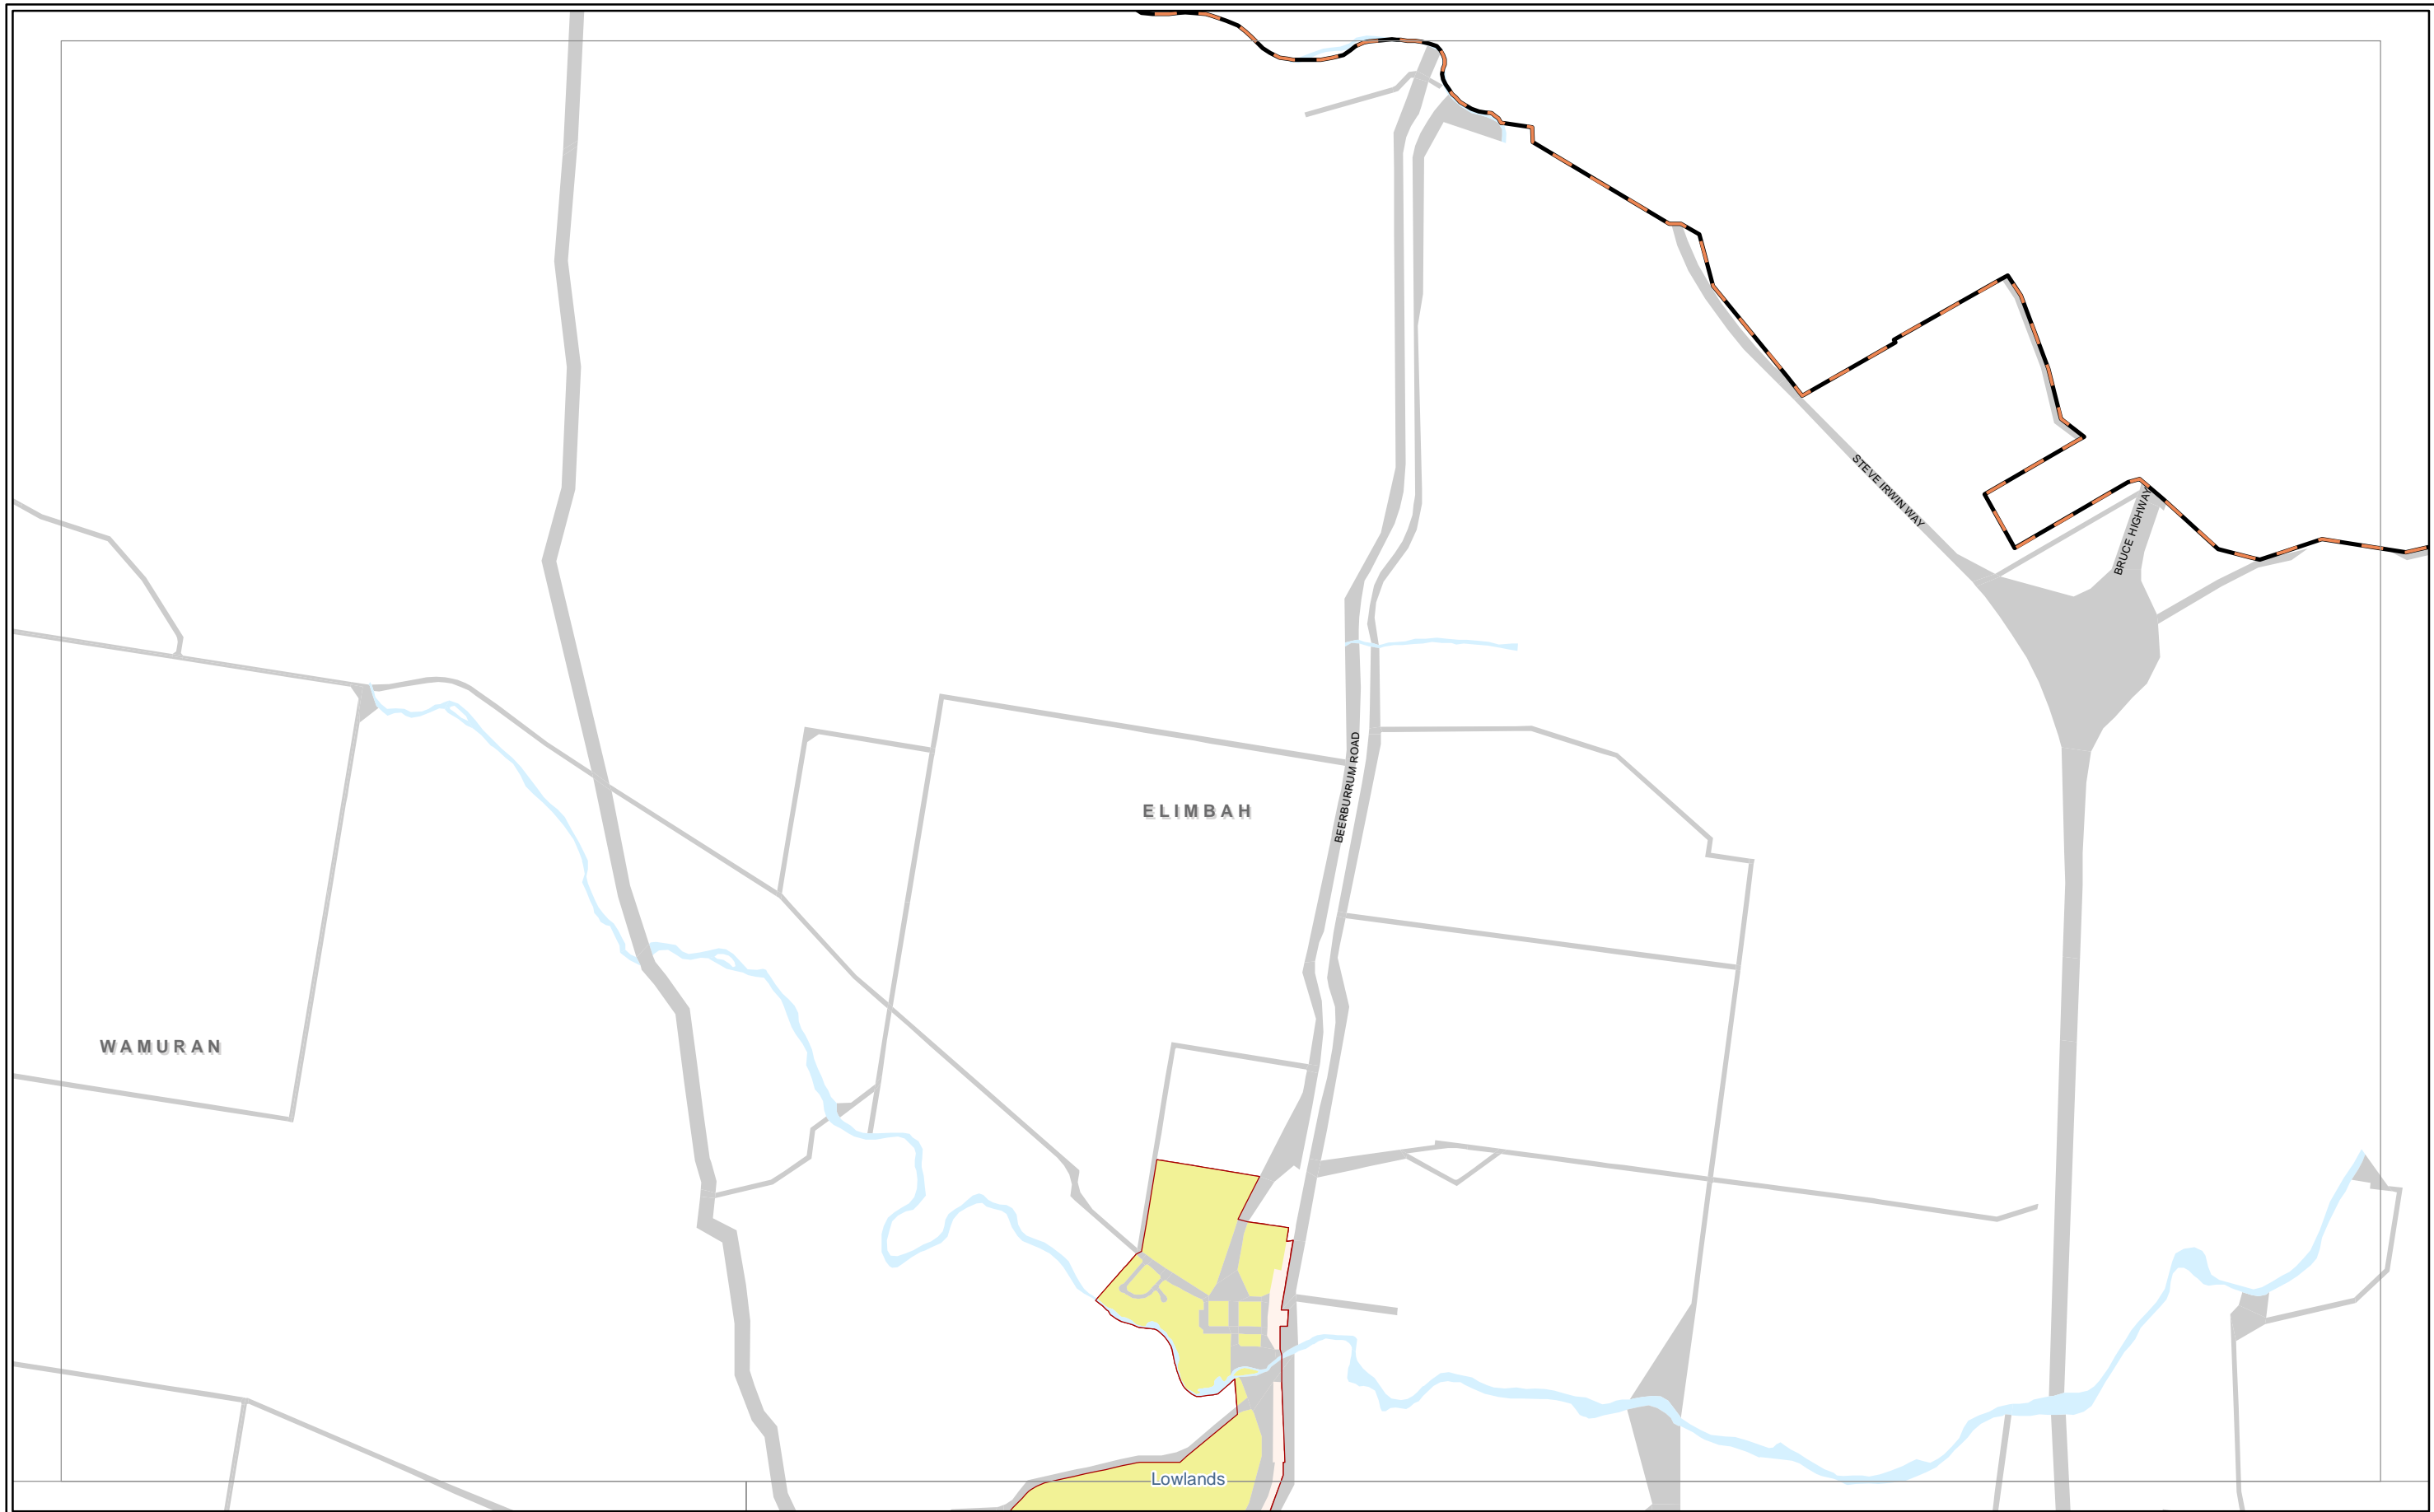 STEVE IRWIN WAY
BRUCE HIGHWAY
BEERBURRUM ROAD
ELIMBAH
WAMURAN
Lowlands